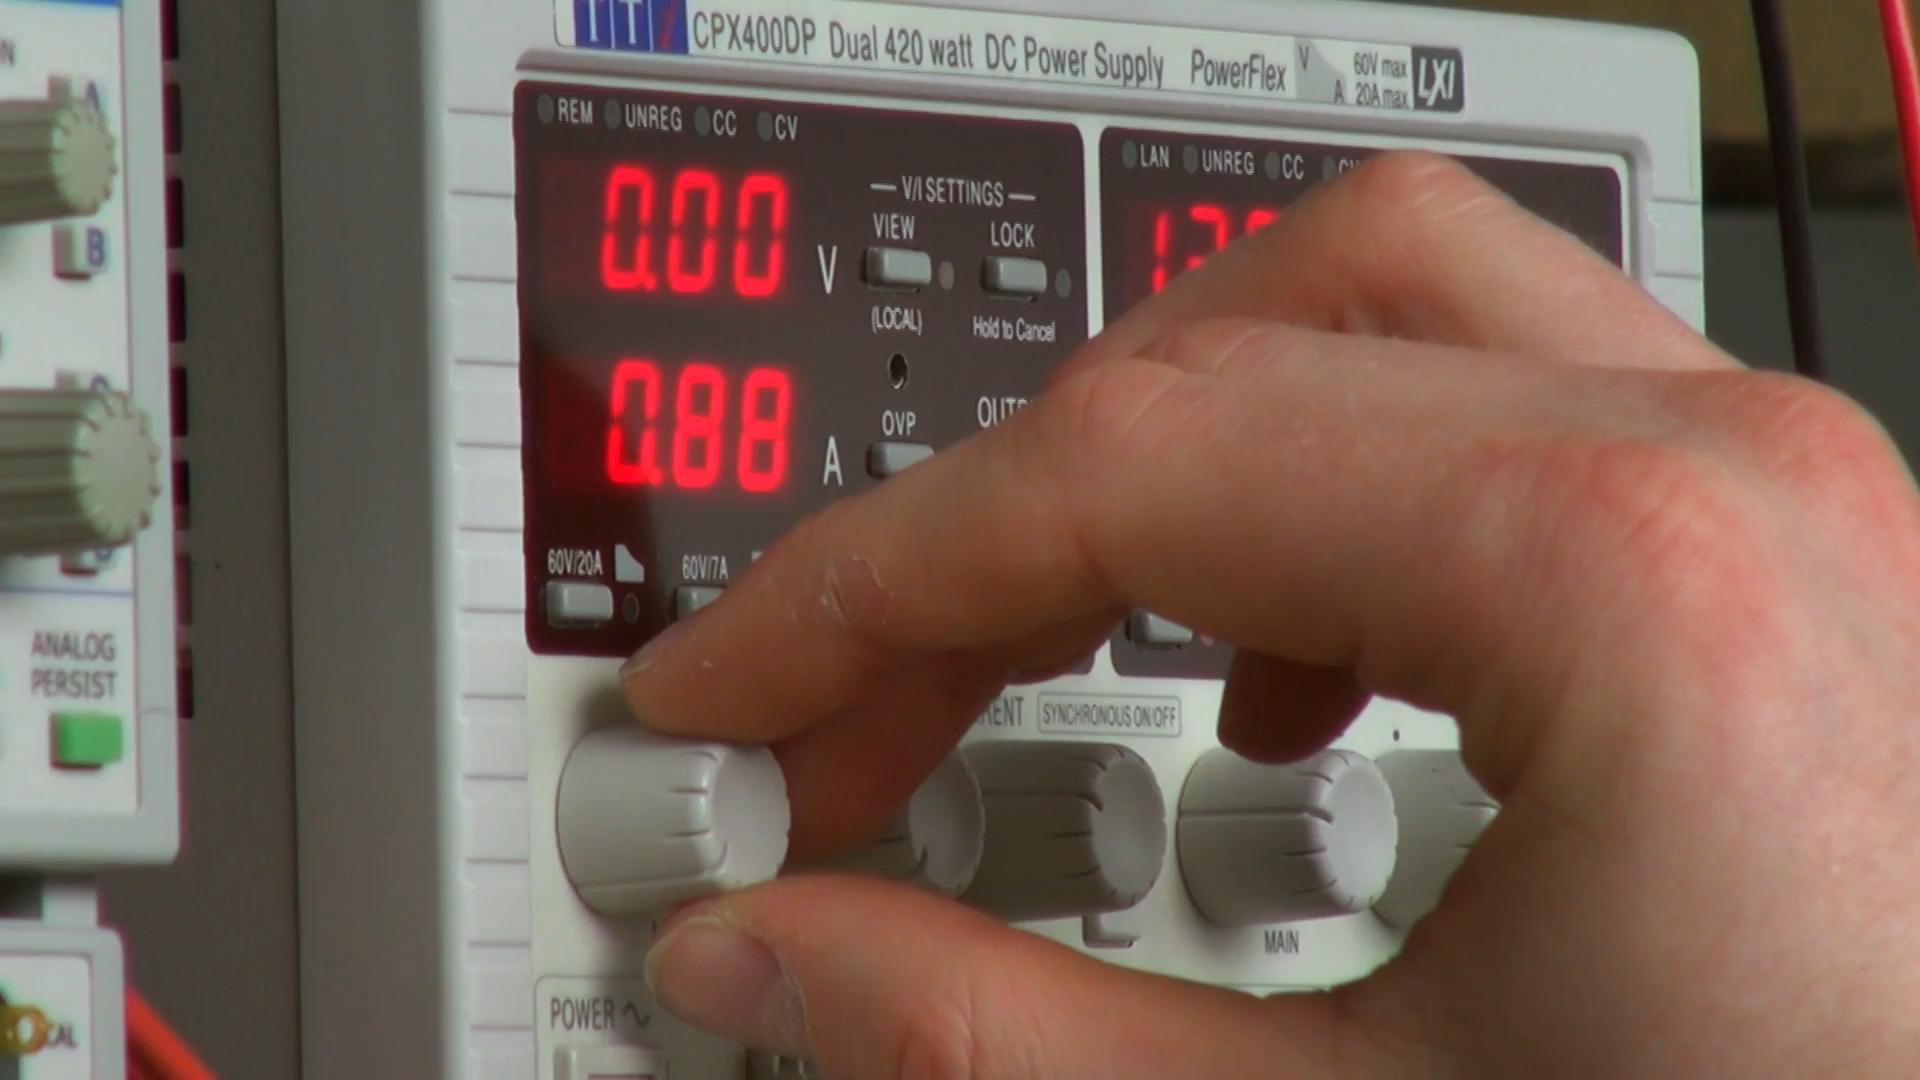 TTi CPX400DP Dual 420 watt DC Power Supply PowerFlex V 60V max
A 20A max LXI
REM UNREG CC CV
LAN UNREG CC
0.00 V
V/I SETTINGS
VIEW LOCK
(LOCAL) Hold to Cancel
0.88 A
OVP
60V/20A 60V/7A
SYNCHRONOUS ON/OFF
MAIN
POWER
A
B
ANALOG
PERSIST